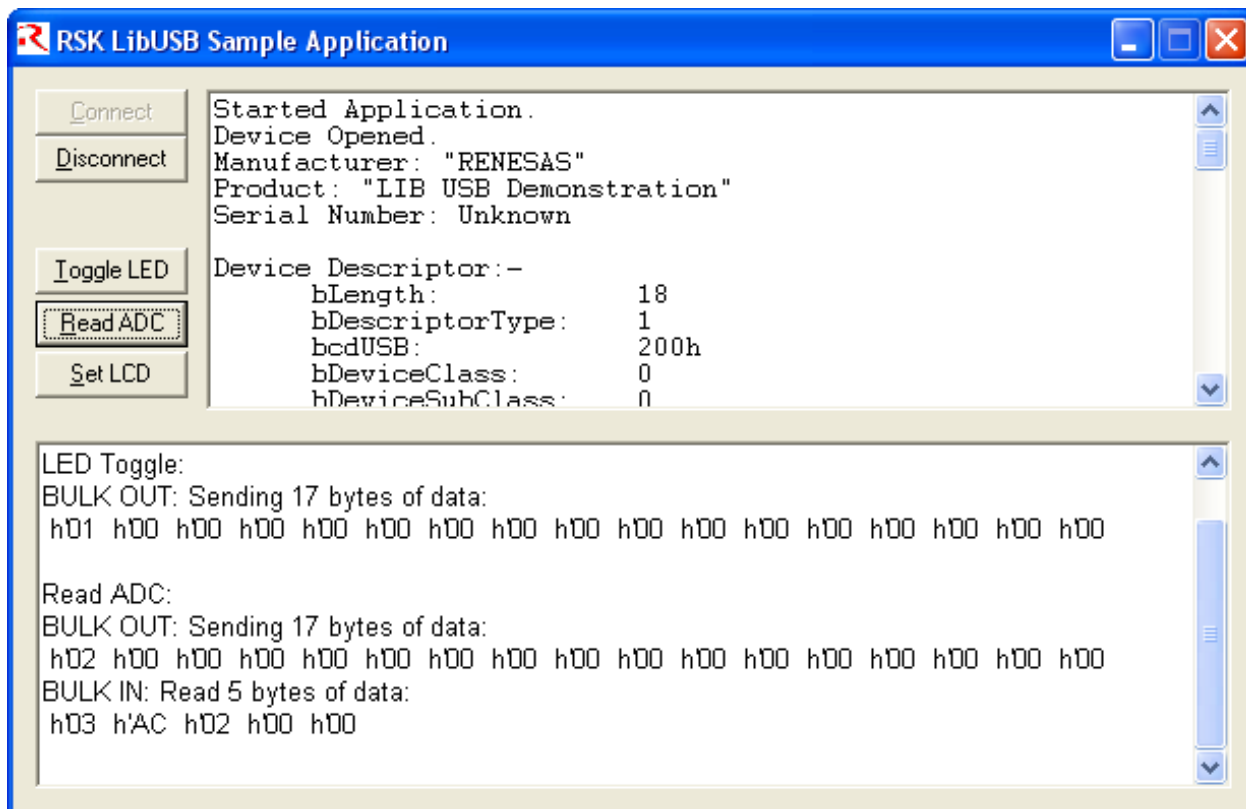 RSK LibUSB Sample Application
Connect
Disconnect
Toggle LED
Read ADC
Set LCD
Started Application.
Device Opened.
Manufacturer: "RENESAS"
Product: "LIB USB Demonstration"
Serial Number: Unknown
Device Descriptor:-
bLength: 18
bDescriptorType: 1
bcdUSB: 200h
bDeviceClass: 0
bDeviceSubClass: 0
LED Toggle:
BULK OUT: Sending 17 bytes of data:
h'01 h'00 h'00 h'00 h'00 h'00 h'00 h'00 h'00 h'00 h'00 h'00 h'00 h'00 h'00 h'00 h'00
Read ADC:
BULK OUT: Sending 17 bytes of data:
h'02 h'00 h'00 h'00 h'00 h'00 h'00 h'00 h'00 h'00 h'00 h'00 h'00 h'00 h'00 h'00 h'00
BULK IN: Read 5 bytes of data:
h'03 h'AC h'02 h'00 h'00